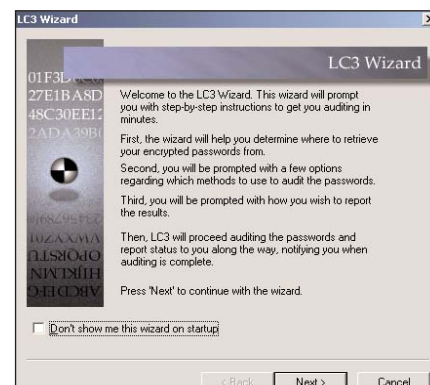 LC3 Wizard
LC3 Wizard
01F3D
27E1BA8D
48C30EE12
2ADA39B0
Welcome to the LC3 Wizard. This wizard will prompt
you with step-by-step instructions to get you auditing in
minutes.
First, the wizard will help you determine where to retrieve
your encrypted passwords from.
Second, you will be prompted with a few options
regarding which methods to use to audit the passwords.
Third, you will be prompted with how you wish to report
the results.
Then, LC3 will proceed auditing the passwords and
report status to you along the way, notifying you when
auditing is complete.
Press 'Next' to continue with the wizard.
Don't show me this wizard on startup
< Back
Next >
Cancel